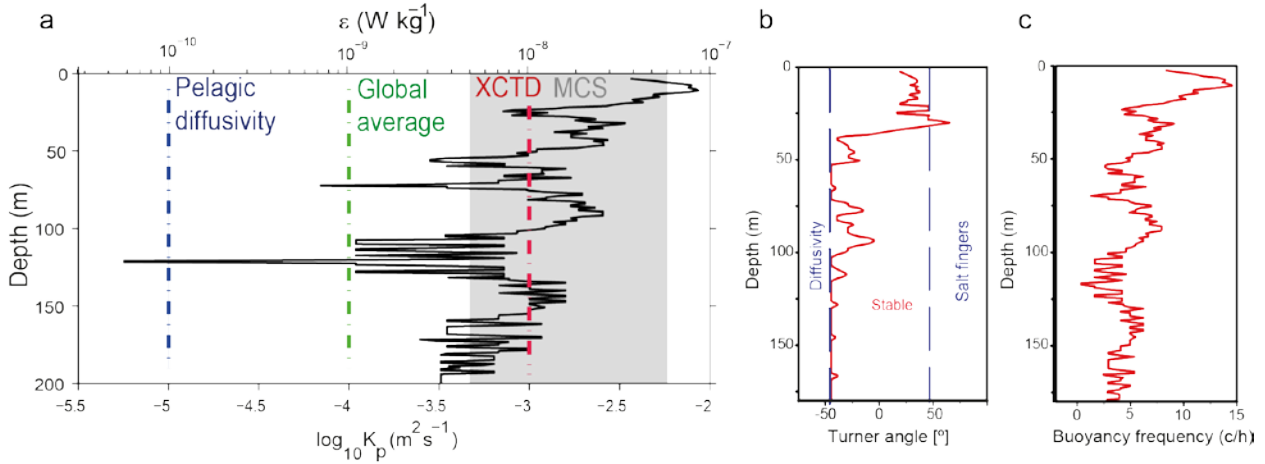 a
ε (W kg⁻¹)
10⁻¹⁰ 10⁻⁹ 10⁻⁸ 10⁻⁷
Pelagic
diffusivity
Global
average
XCTD
MCS
Depth (m)
0
50
100
150
200
−5.5 −5 −4.5 −4 −3.5 −3 −2.5 −2
log₁₀Kₚ(m²s⁻¹)
b
Depth (m)
0
50
100
150
Diffusivity
Stable
Salt fingers
-50 0 50
Turner angle [º]
c
Depth (m)
0
50
100
150
0 5 10 15
Buoyancy frequency (c/h)